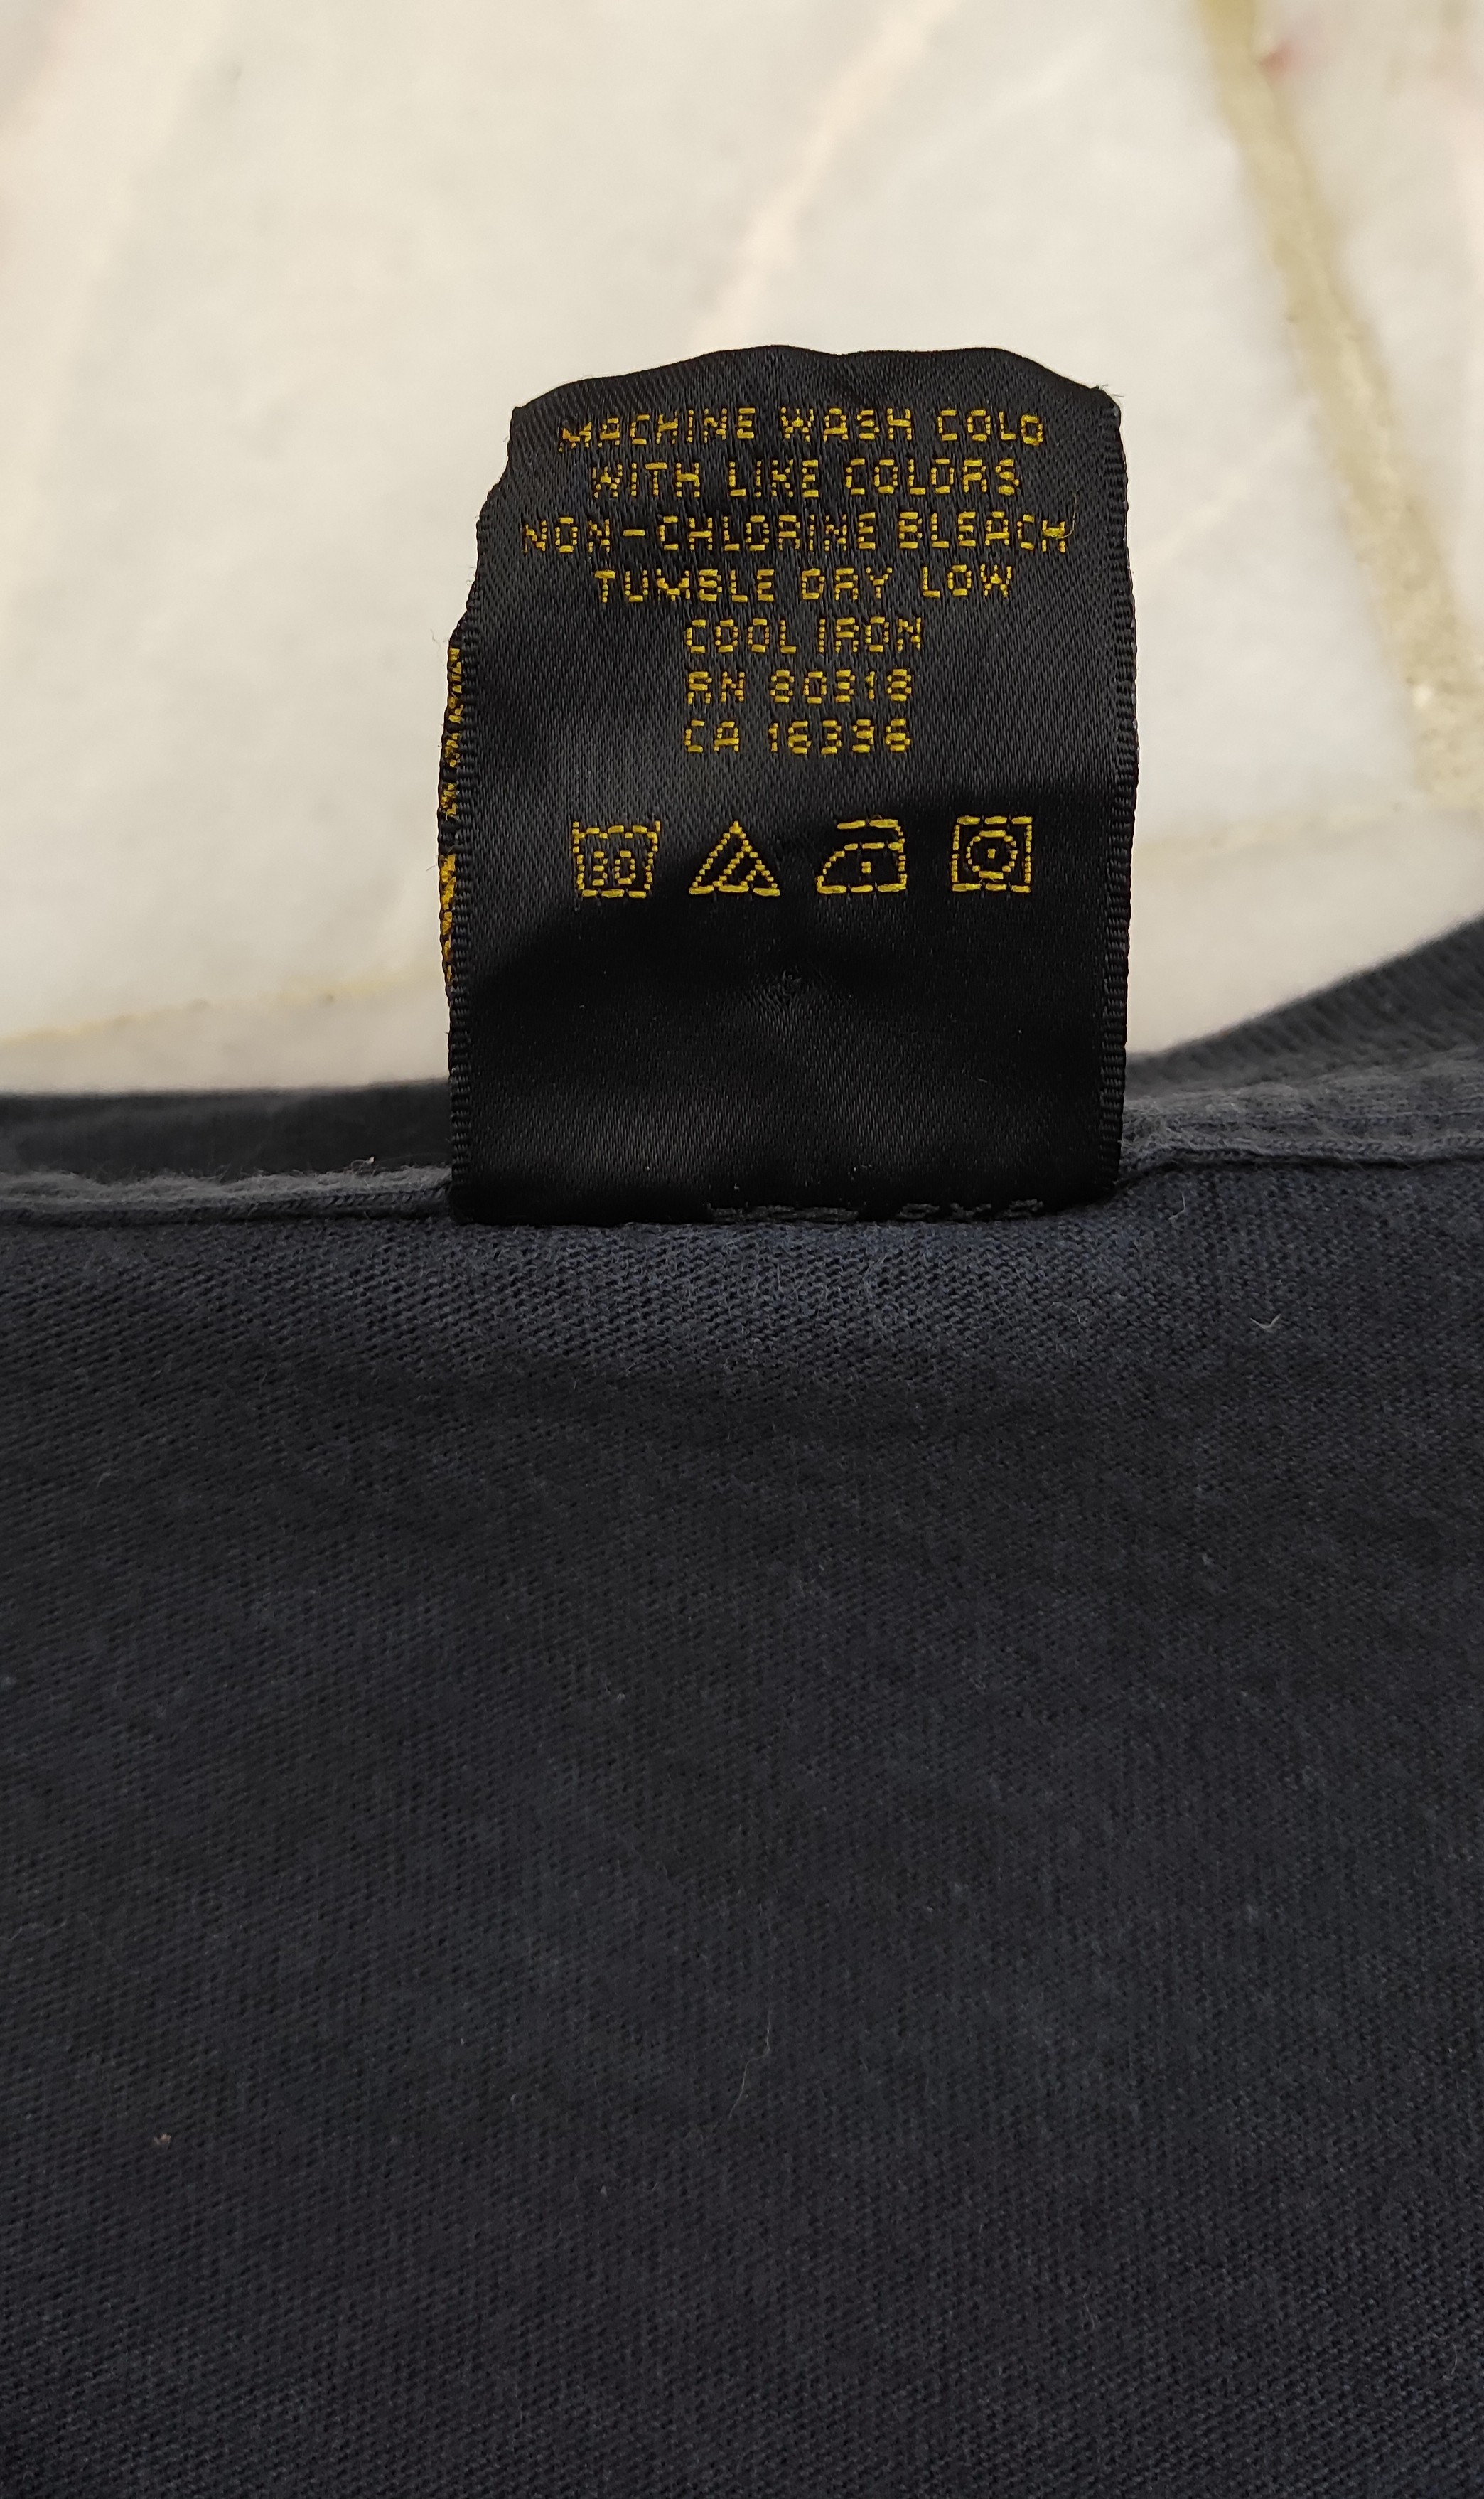 MACHINE WASH COLD
WITH LIKE COLORS
NON-CHLORINE BLEACH
TUMBLE DRY LOW
COOL IRON
RN 80318
CA 16396
30